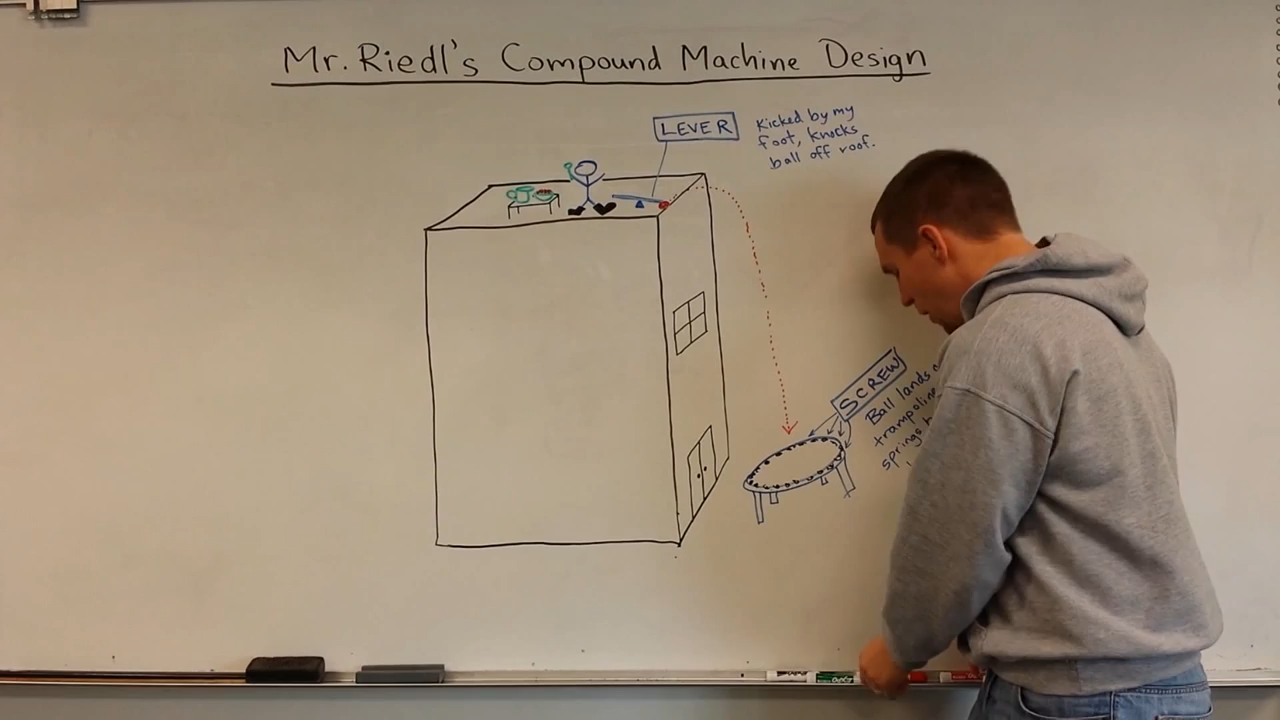 Mr. Riedl's Compound Machine Design
LEVER
Kicked by my
foot, knocks
ball off roof.
SCREW
Ball lands
trampoline
springs
EXPO